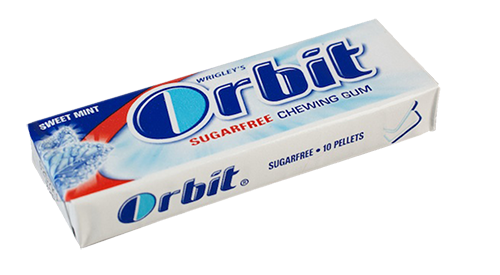 WRIGLEY'S
Orbit
SWEET MINT
SUGARFREE CHEWING GUM
Orbit®
SUGARFREE • 10 PELLETS